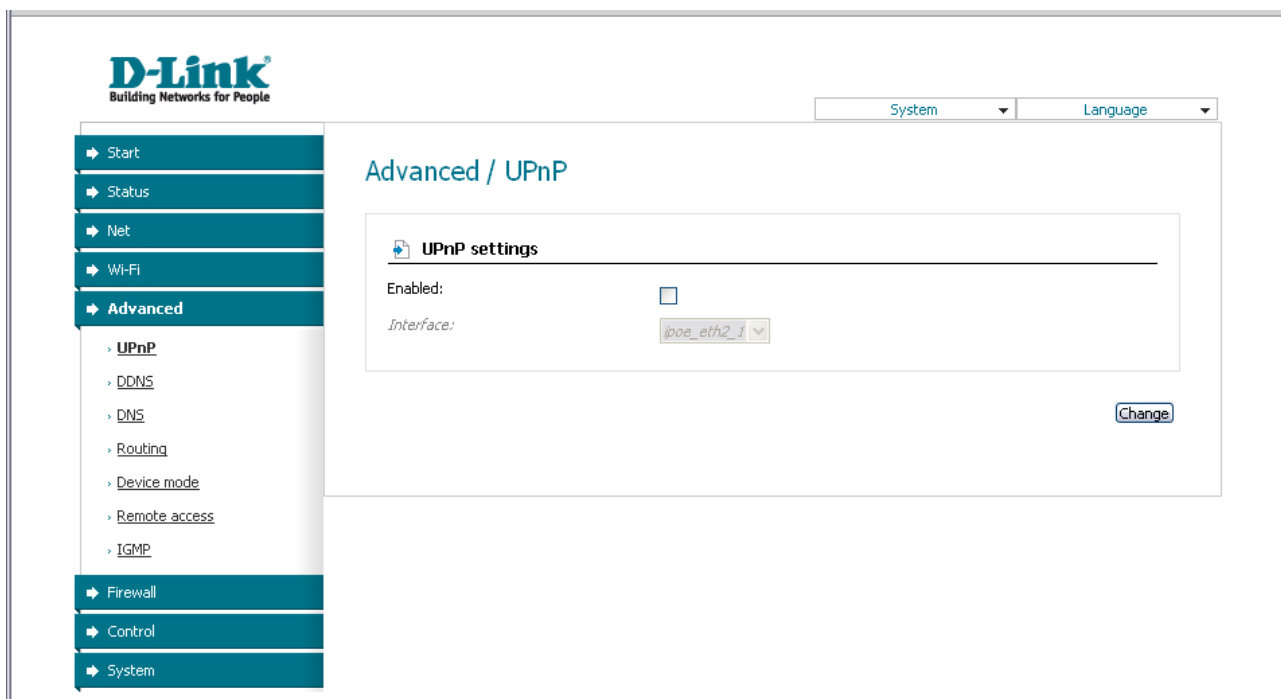 D-Link
Building Networks for People
System
Language
Start
Status
Net
Wi-Fi
Advanced
UPnP
DDNS
DNS
Routing
Device mode
Remote access
IGMP
Firewall
Control
System
Advanced / UPnP
UPnP settings
Enabled:
Interface:
ipoe_eth2_1
Change